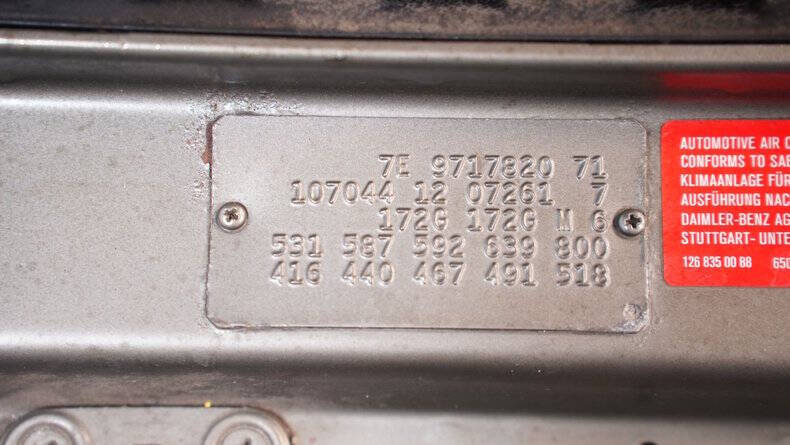 7E 9717820 71
107044 12 07261 7
172G 172G M 6
531 587 592 639 800
416 440 467 491 518
AUTOMOTIVE AIR
CONFORMS TO
KLIMAANLAGE FÜR
AUSFÜHRUNG NAC
DAIMLER-BENZ AG
STUTTGART- UNTE
126 835 00 88 650